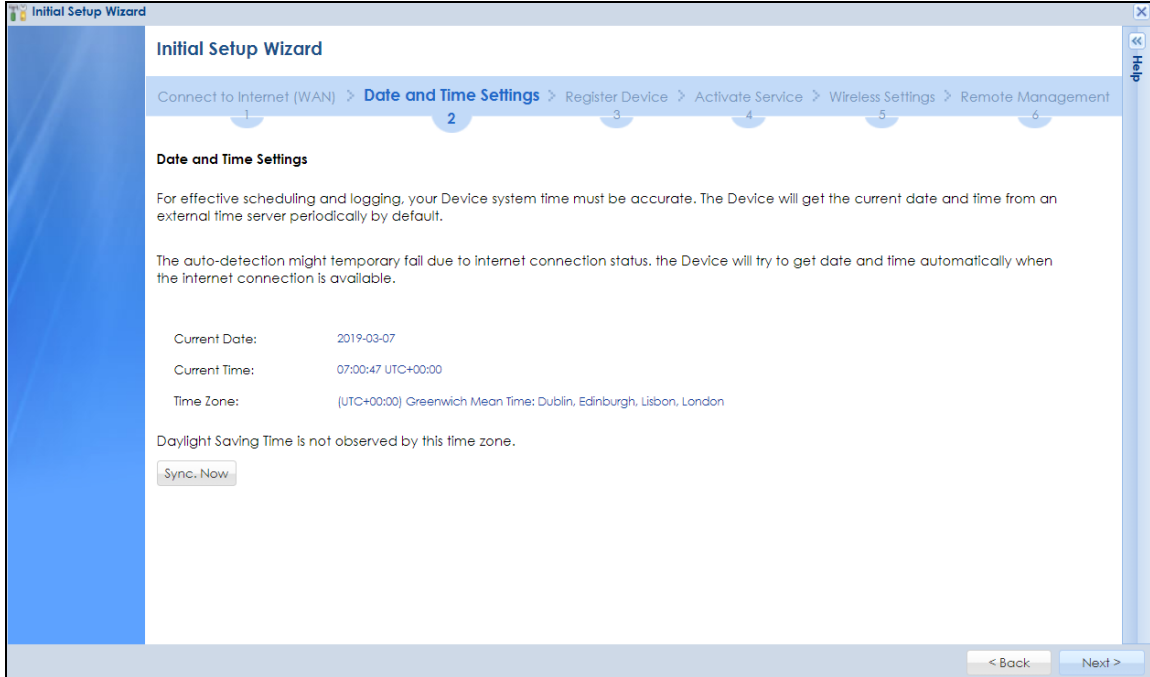 Initial Setup Wizard
Help
Initial Setup Wizard
Connect to Internet (WAN) > Date and Time Settings > Register Device > Activate Service > Wireless Settings > Remote Management
1 2 3 4 5 6
Date and Time Settings
For effective scheduling and logging, your Device system time must be accurate. The Device will get the current date and time from an
external time server periodically by default.
The auto-detection might temporary fail due to internet connection status. the Device will try to get date and time automatically when
the internet connection is available.
Current Date: 2019-03-07
Current Time: 07:00:47 UTC+00:00
Time Zone: (UTC+00:00) Greenwich Mean Time: Dublin, Edinburgh, Lisbon, London
Daylight Saving Time is not observed by this time zone.
Sync. Now
< Back Next >